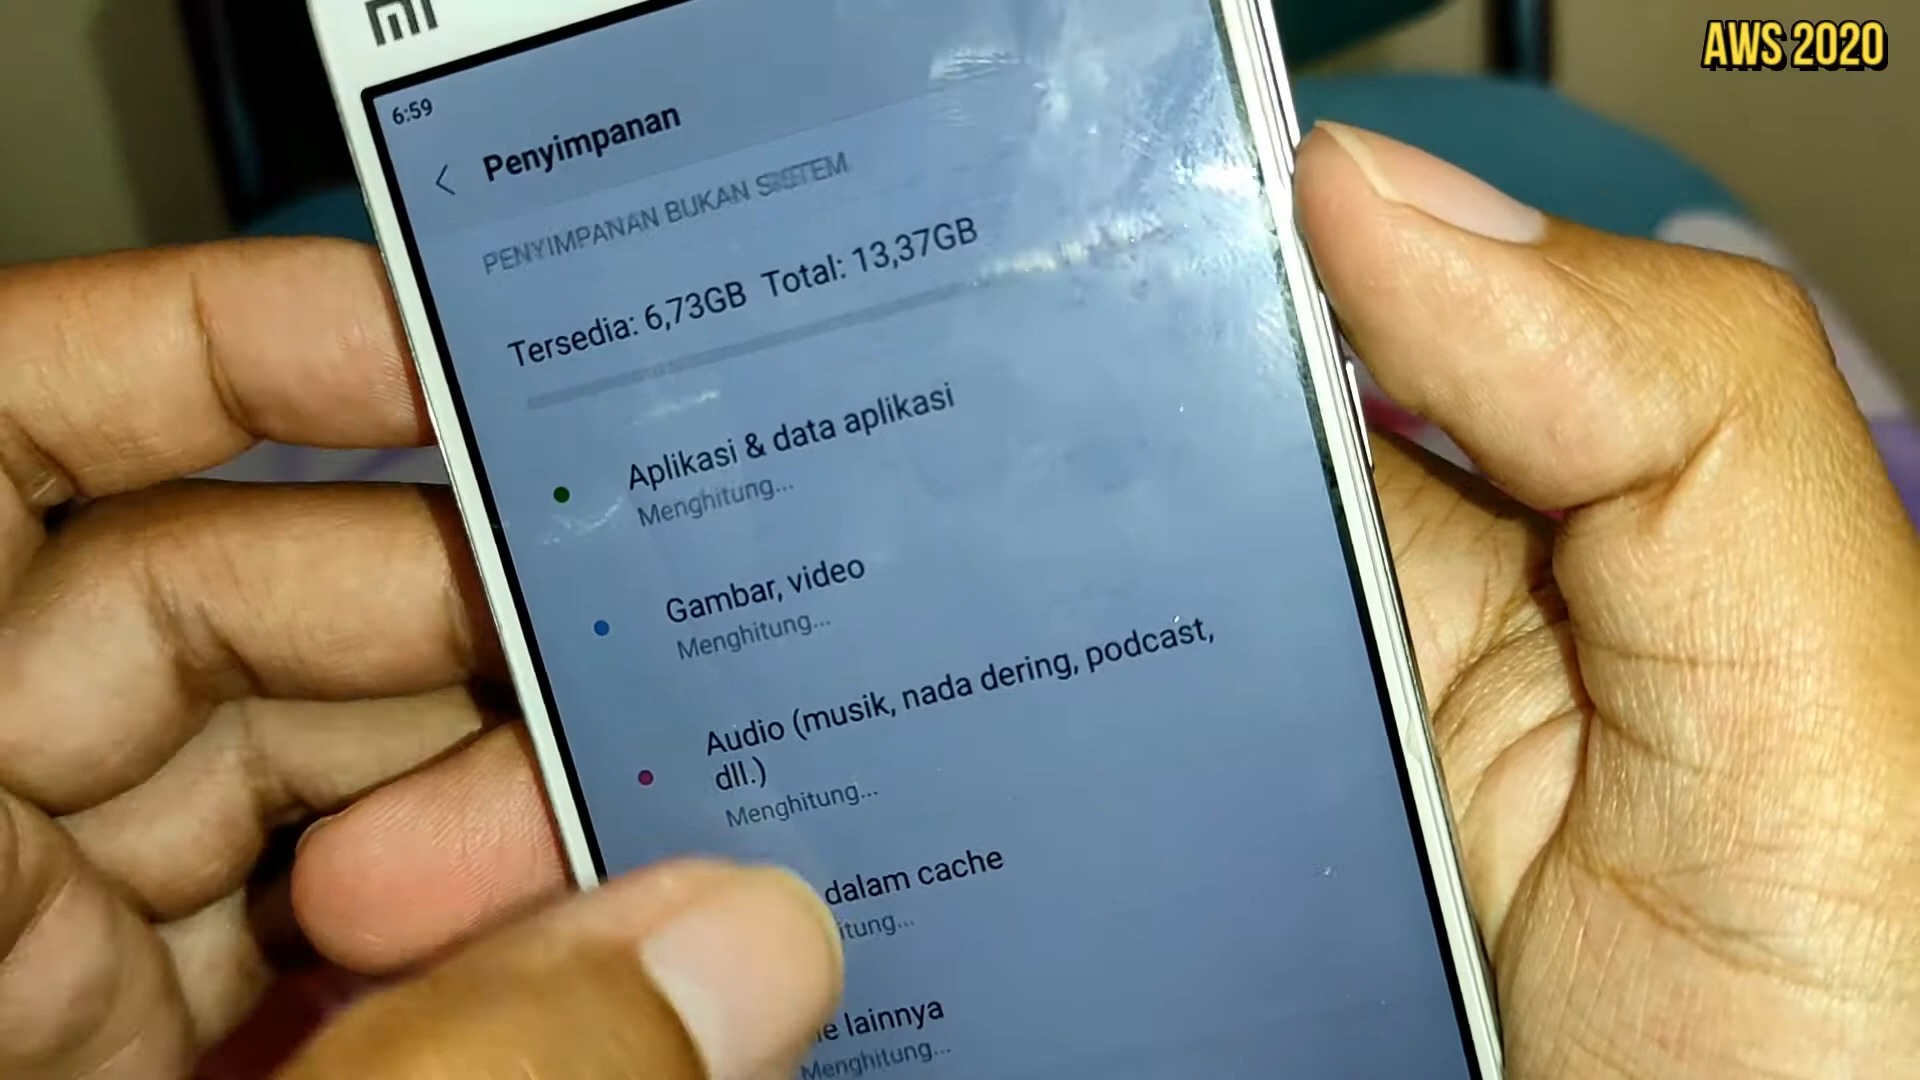 AWS 2020
MI
6:59
Penyimpanan
PENYIMPANAN BUKAN SISTEM
Tersedia: 6,73GB Total: 13,37GB
Aplikasi & data aplikasi
Menghitung...
Gambar, video
Menghitung...
Audio (musik, nada dering, podcast,
dll.)
Menghitung...
dalam cache
lainnya
Menghitung...